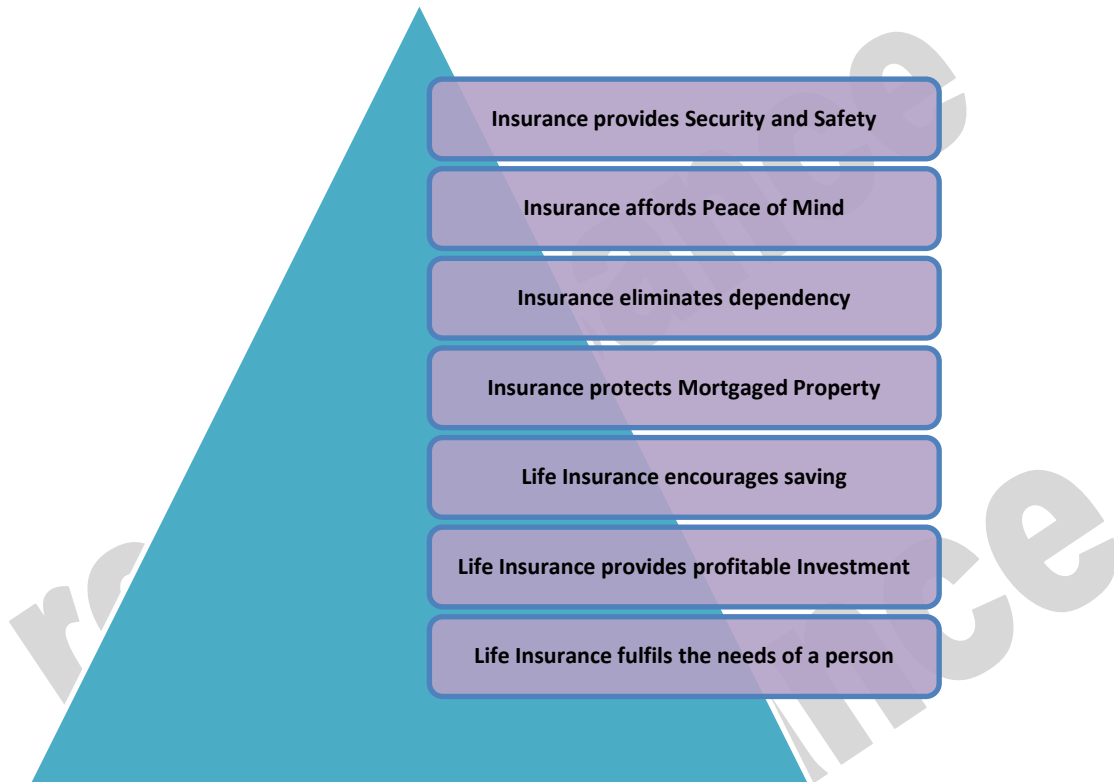 Insurance provides Security and Safety
Insurance affords Peace of Mind
Insurance eliminates dependency
Insurance protects Mortgaged Property
Life Insurance encourages saving
Life Insurance provides profitable Investment
Life Insurance fulfils the needs of a person